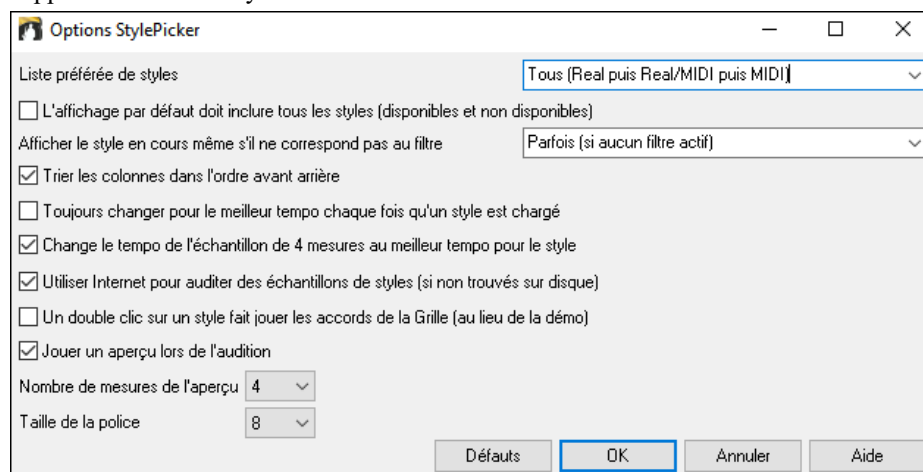 Options StylePicker
Liste préférée de styles Tous (Real puis Real/MIDI puis MIDI)
L'affichage par défaut doit inclure tous les styles (disponibles et non disponibles)
Afficher le style en cours même s'il ne correspond pas au filtre Parfois (si aucun filtre actif)
Trier les colonnes dans l'ordre avant arrière
Toujours changer pour le meilleur tempo chaque fois qu'un style est chargé
Change le tempo de l'échantillon de 4 mesures au meilleur tempo pour le style
Utiliser Internet pour auditer des échantillons de styles (si non trouvés sur disque)
Un double clic sur un style fait jouer les accords de la Grille (au lieu de la démo)
Jouer un aperçu lors de l'audition
Nombre de mesures de l'aperçu 4
Taille de la police 8
Défauts OK Annuler Aide